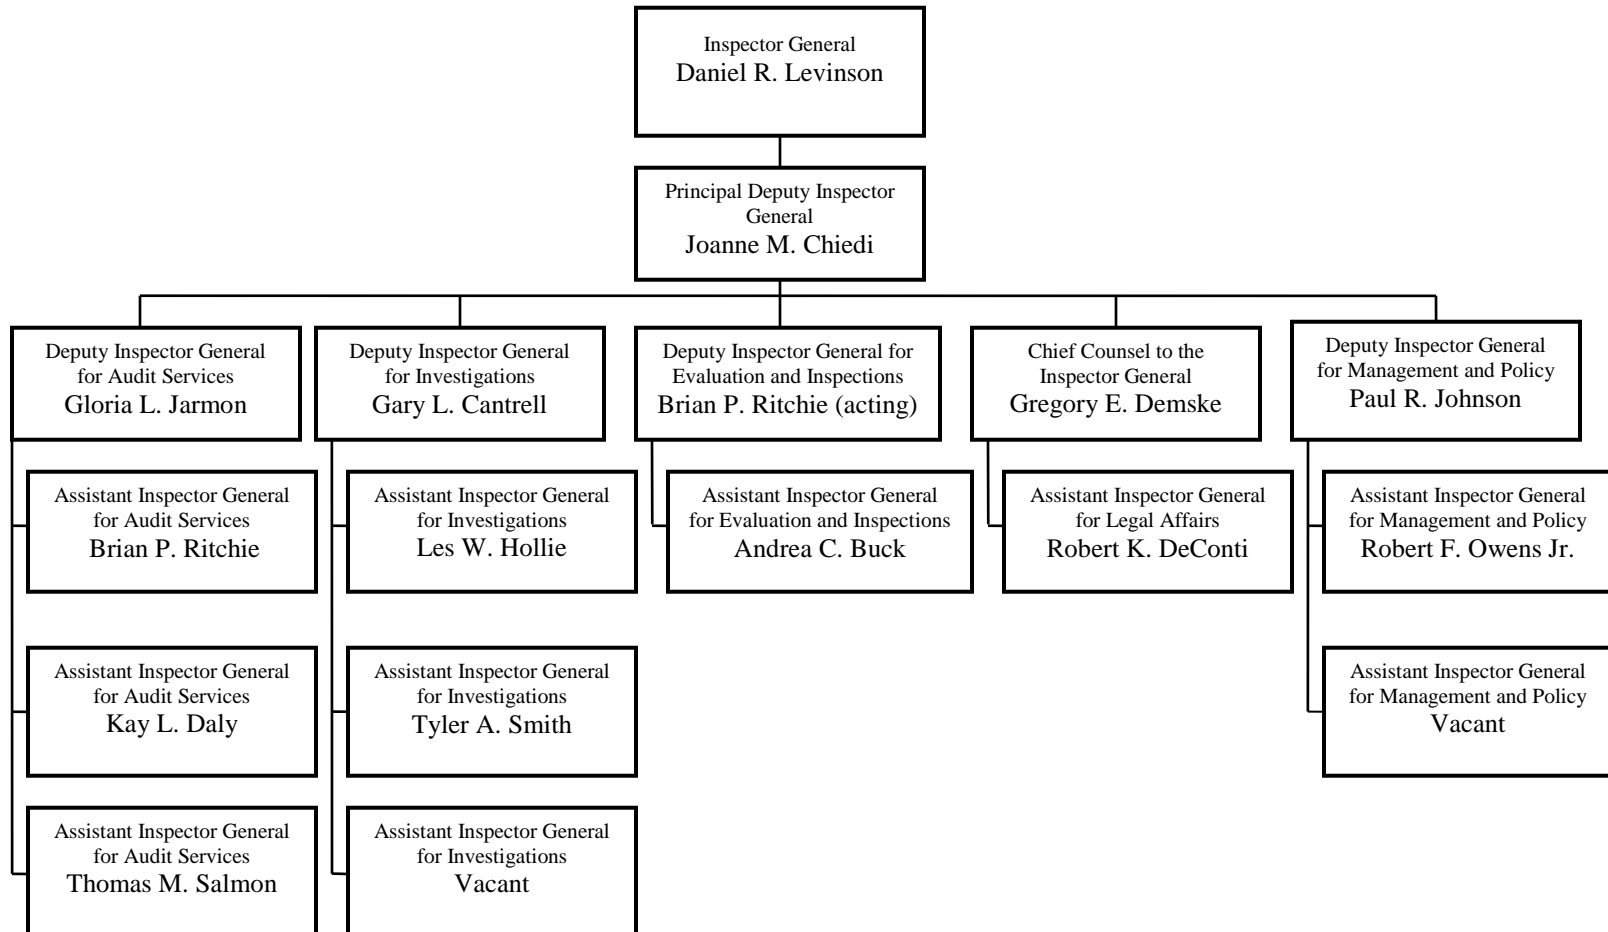 Inspector General
Daniel R. Levinson
Principal Deputy Inspector
General
Joanne M. Chiedi
Deputy Inspector General
for Audit Services
Gloria L. Jarmon
Deputy Inspector General
for Investigations
Gary L. Cantrell
Deputy Inspector General for
Evaluation and Inspections
Brian P. Ritchie (acting)
Chief Counsel to the
Inspector General
Gregory E. Demske
Deputy Inspector General
for Management and Policy
Paul R. Johnson
Assistant Inspector General
for Audit Services
Brian P. Ritchie
Assistant Inspector General
for Investigations
Les W. Hollie
Assistant Inspector General
for Evaluation and Inspections
Andrea C. Buck
Assistant Inspector General
for Legal Affairs
Robert K. DeConti
Assistant Inspector General
for Management and Policy
Robert F. Owens Jr.
Assistant Inspector General
for Audit Services
Kay L. Daly
Assistant Inspector General
for Investigations
Tyler A. Smith
Assistant Inspector General
for Management and Policy
Vacant
Assistant Inspector General
for Audit Services
Thomas M. Salmon
Assistant Inspector General
for Investigations
Vacant